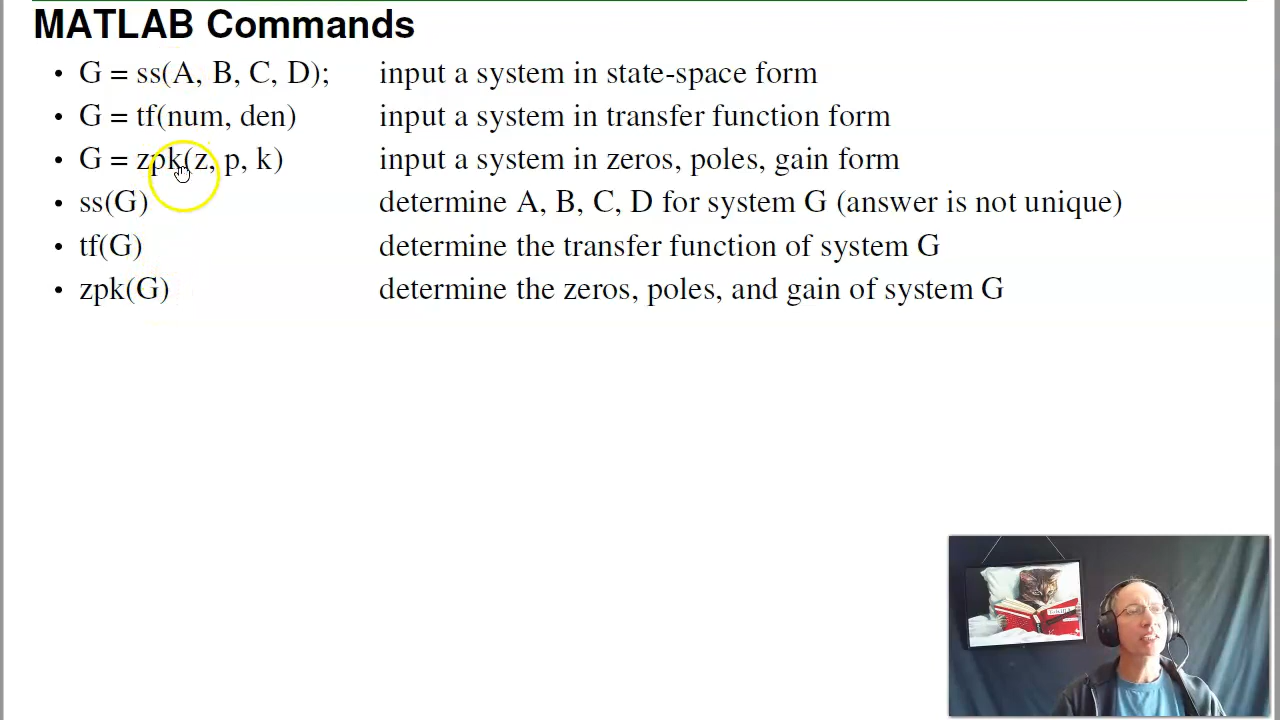 MATLAB Commands
• G = ss(A, B, C, D); input a system in state-space form
• G = tf(num, den) input a system in transfer function form
• G = zpk(z, p, k) input a system in zeros, poles, gain form
• ss(G) determine A, B, C, D for system G (answer is not unique)
• tf(G) determine the transfer function of system G
• zpk(G) determine the zeros, poles, and gain of system G